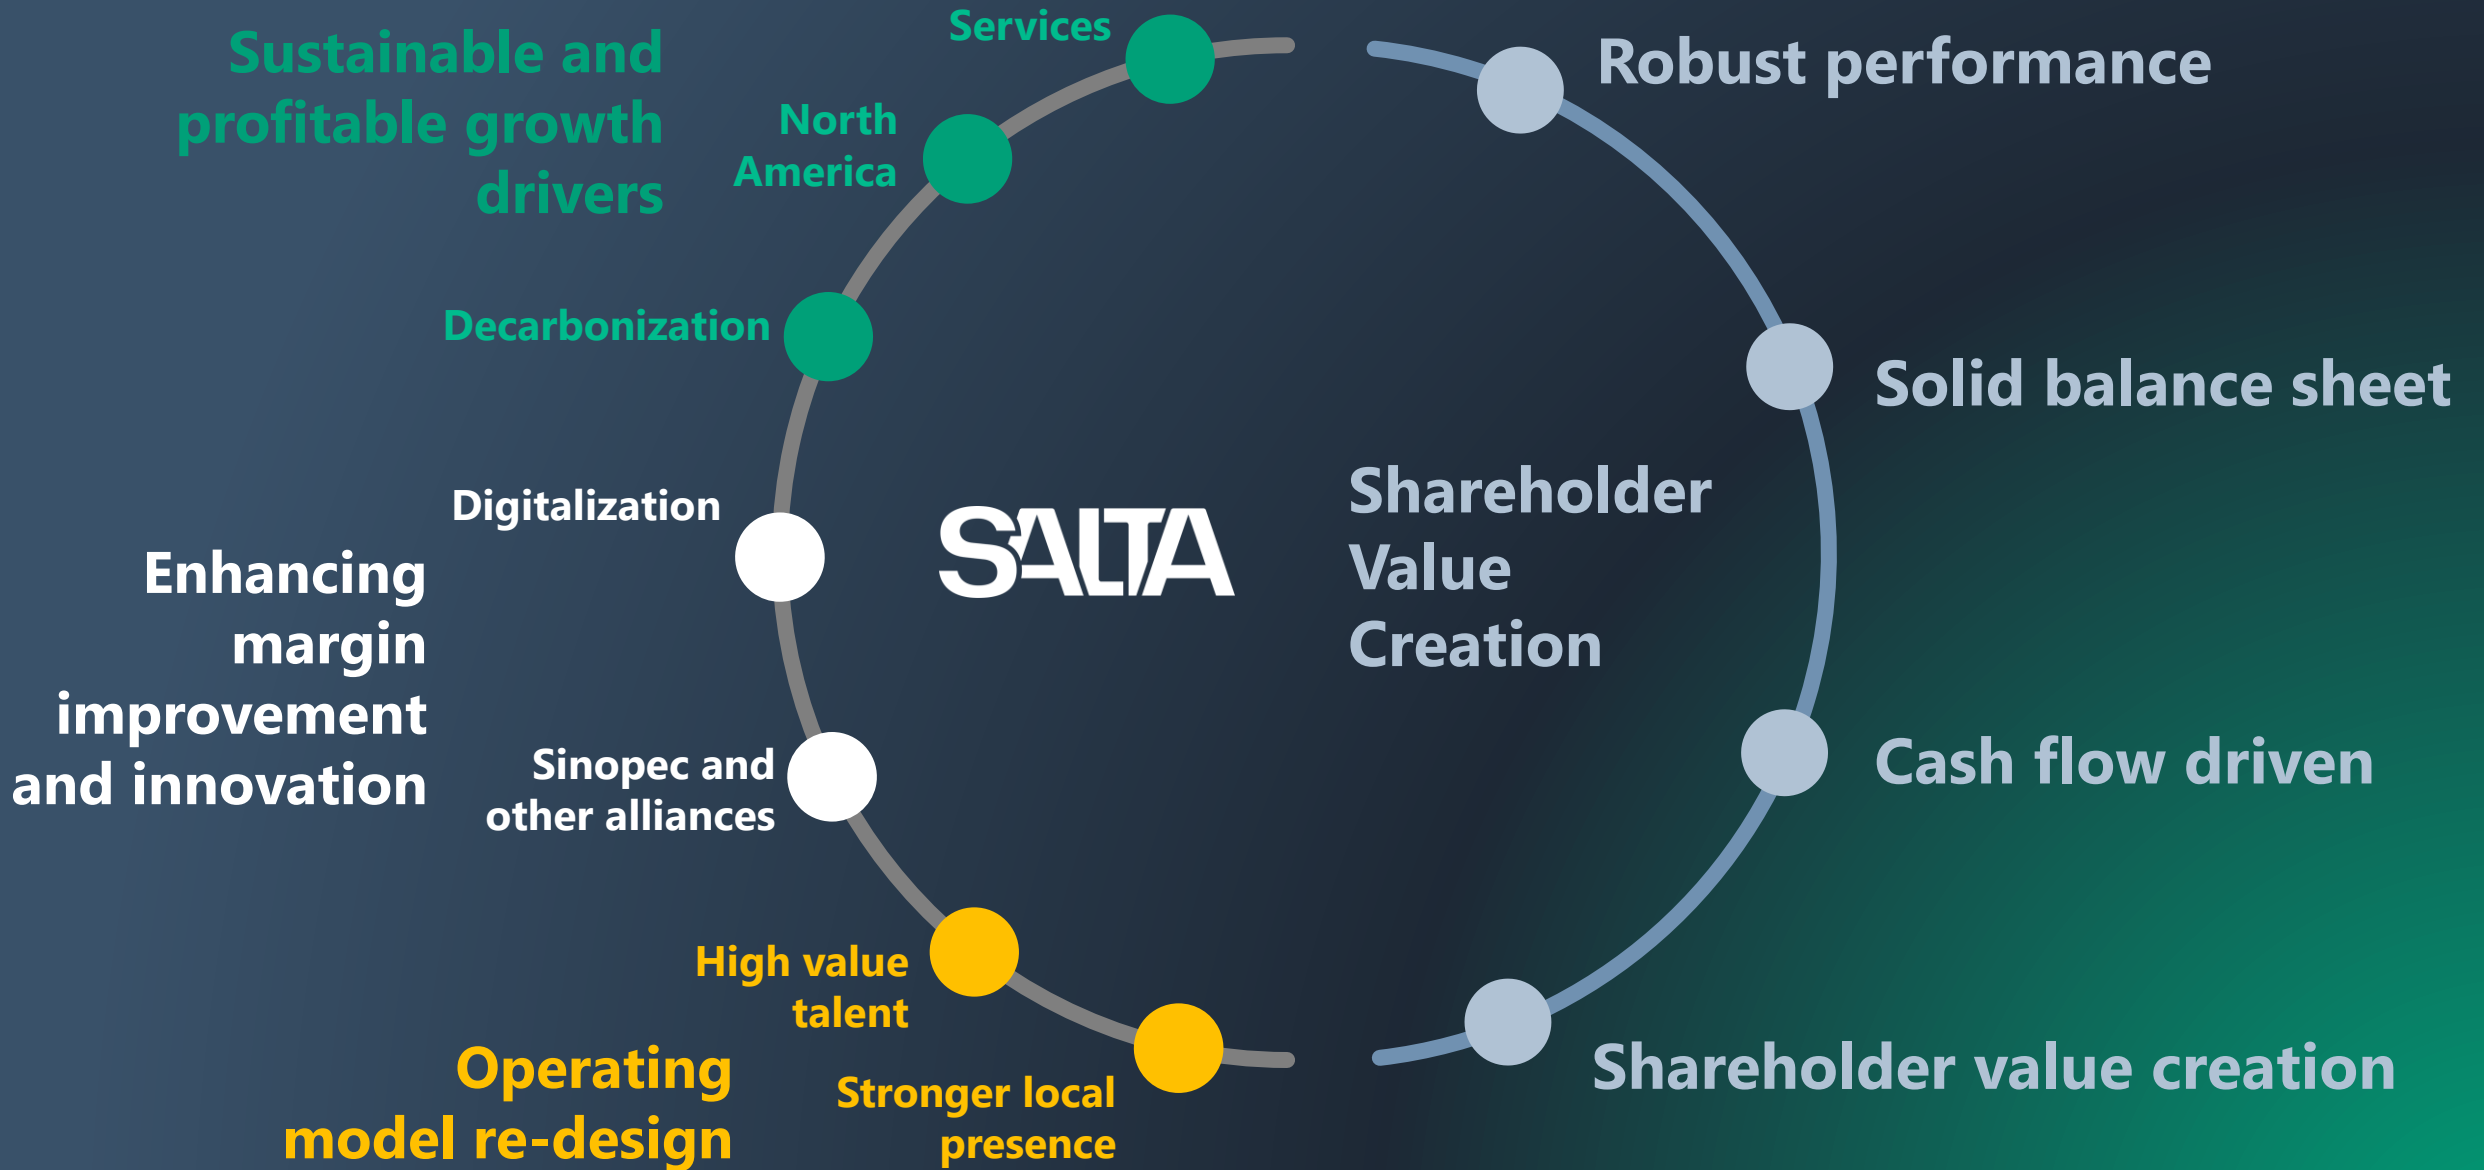 Sustainable and
profitable growth
drivers
Services
North
America
Decarbonization
Enhancing
margin
improvement
and innovation
Digitalization
Sinopec and
other alliances
Operating
model re-design
High value
talent
Stronger local
presence
SALTA
Shareholder
Value
Creation
Robust performance
Solid balance sheet
Cash flow driven
Shareholder value creation